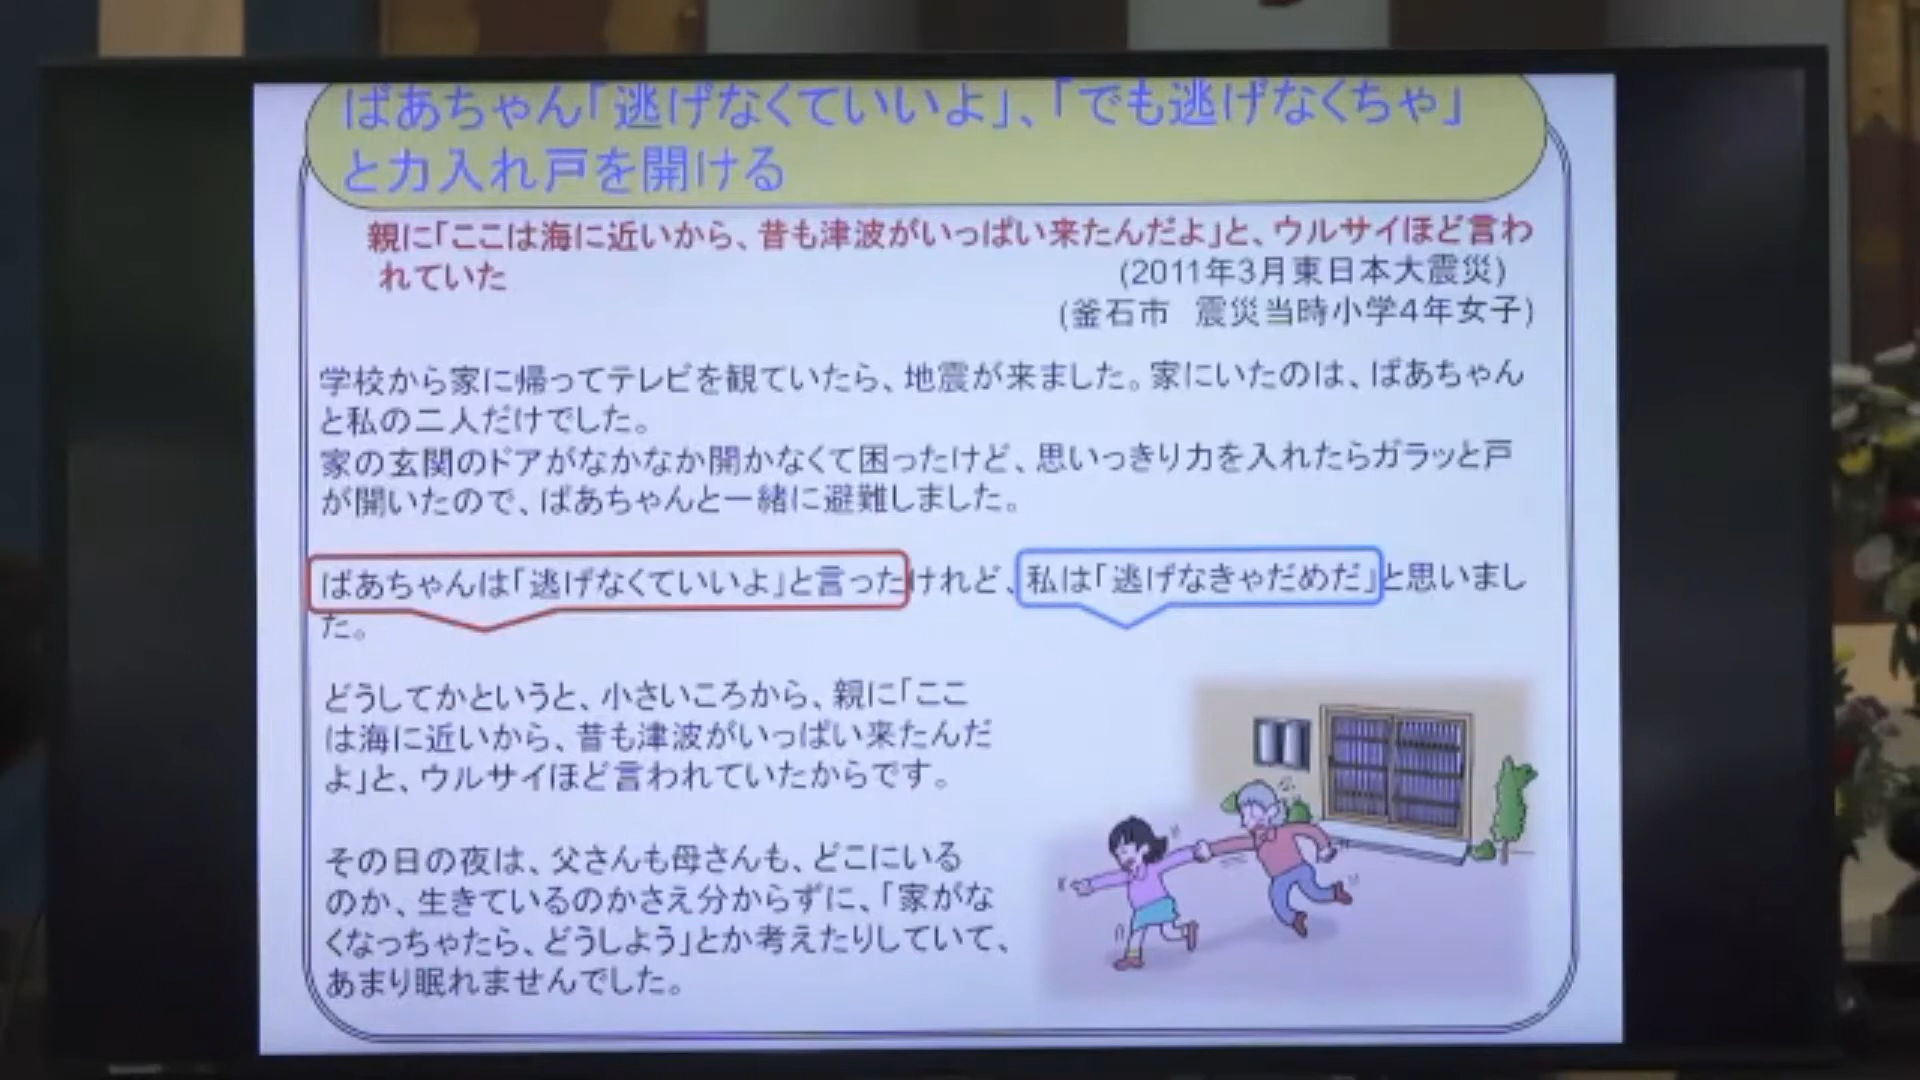 ばあちゃん「逃げなくていいよ」、「でも逃げなくちゃ」
と力入れ戸を開ける
親に「ここは海に近いから、昔も津波がいっぱい来たんだよ」と、ウルサイほど言わ
れていた
(2011年3月東日本大震災)
(釜石市 震災当時小学4年女子)
学校から家に帰ってテレビを観ていたら、地震が来ました。家にいたのは、ばあちゃん
と私の二人だけでした。
家の玄関のドアがなかなか開かなくて困ったけど、思いっきり力を入れたらガラッと戸
が開いたので、ばあちゃんと一緒に避難しました。
ばあちゃんは「逃げなくていいよ」と言ったけれど、私は「逃げなきゃだめだ」と思いまし
た。
どうしてかというと、小さいころから、親に「ここ
は海に近いから、昔も津波がいっぱい来たんだ
よ」と、ウルサイほど言われていたからです。
その日の夜は、父さんも母さんも、どこにいる
のか、生きているのかさえ分からずに、「家がな
くなっちゃたら、どうしよう」とか考えたりしていて、
あまり眠れませんでした。